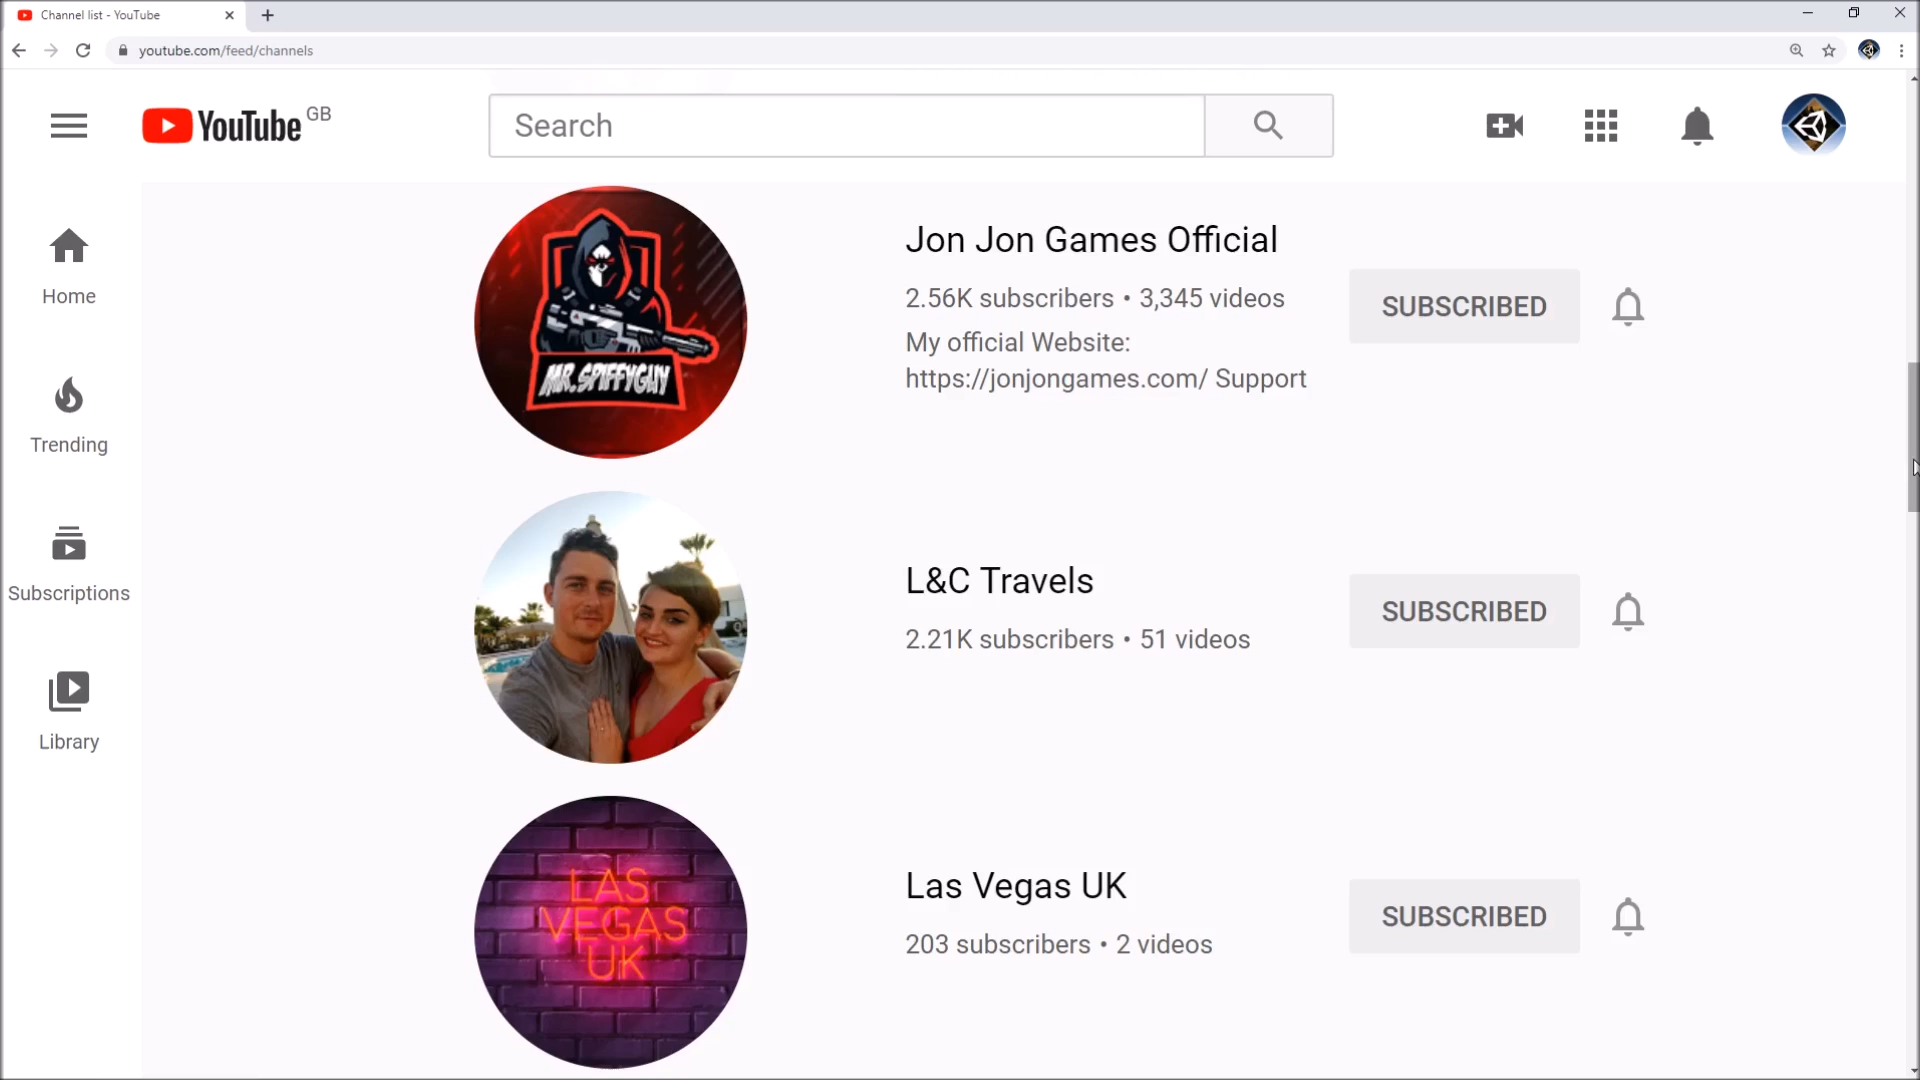 Channel list - YouTube
youtube.com/feed/channels
YouTube GB
Search
Home
Trending
Subscriptions
Library
MR.SPIFFYGUY
Jon Jon Games Official
2.56K subscribers • 3,345 videos
My official Website:
https://jonjongames.com/ Support
SUBSCRIBED
L&C Travels
2.21K subscribers • 51 videos
SUBSCRIBED
LAS
VEGAS
UK
Las Vegas UK
203 subscribers • 2 videos
SUBSCRIBED